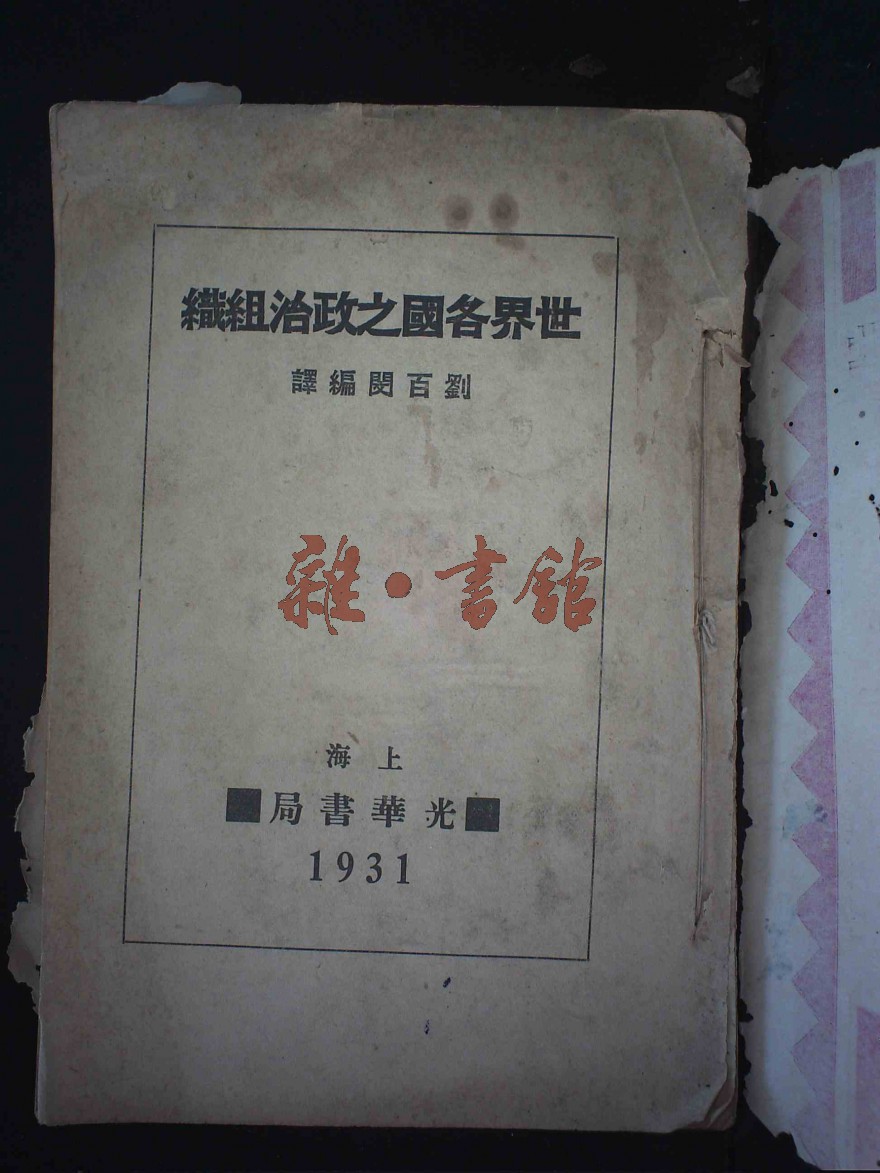 世界各國之政治組織
劉百閔編譯
雜·書館
上海
光華書局
1931